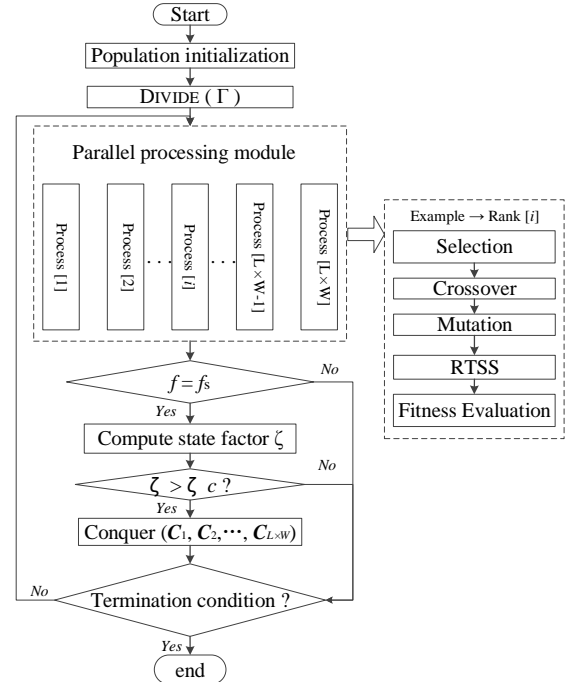 Start
Population initialization
DIVIDE ( Γ )
Parallel processing module
Process [1]
Process [2]
· · ·
Process [i]
· · ·
Process [L×W-1]
Process [L×W]
Example → Rank [i]
Selection
Crossover
Mutation
RTSS
Fitness Evaluation
f = fs
No
Yes
Compute state factor ζ
ζ > ζ c ?
No
Yes
Conquer (C1, C2,···, CL×W)
Termination condition ?
No
Yes
end